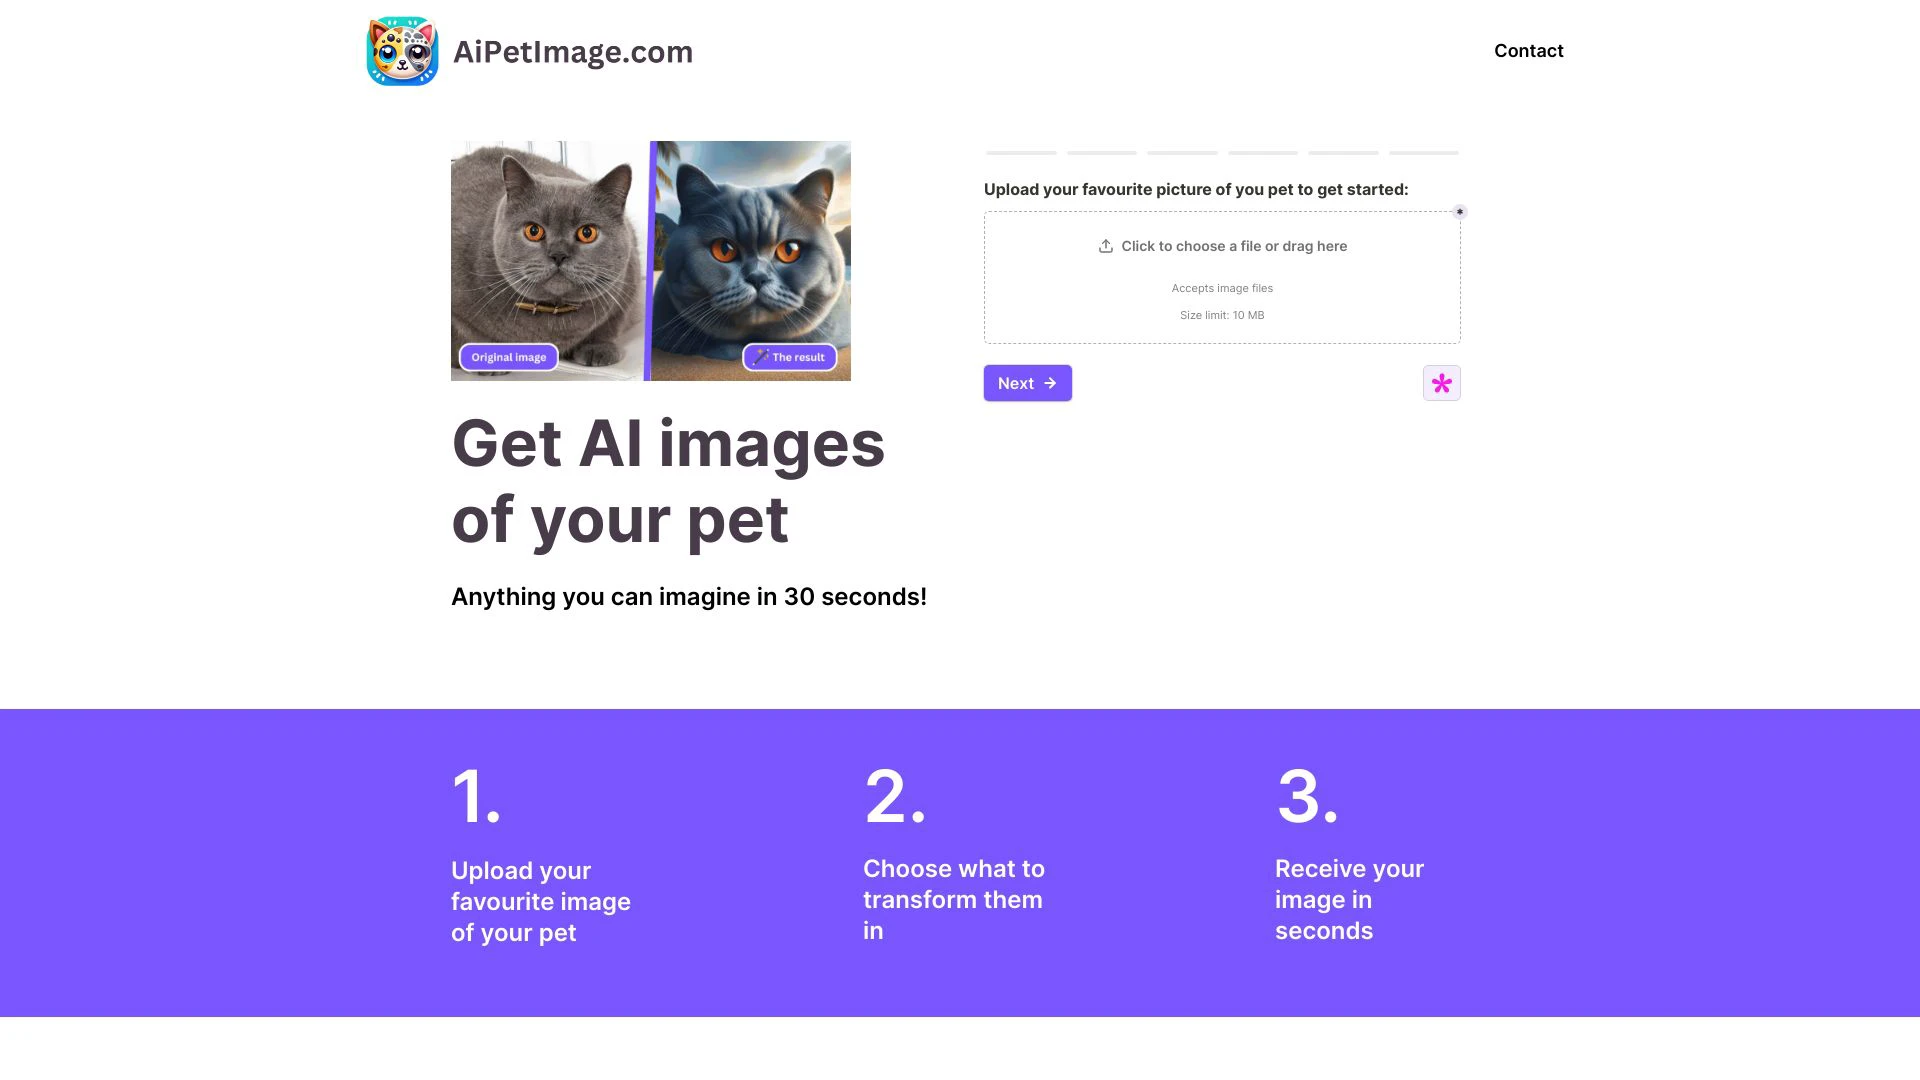 AiPetImage.com
Contact
Original image
The result
Get AI images
of your pet
Anything you can imagine in 30 seconds!
Upload your favourite picture of you pet to get started:
*
Click to choose a file or drag here
Accepts image files
Size limit: 10 MB
Next →
1.
Upload your
favourite image
of your pet
2.
Choose what to
transform them
in
3.
Receive your
image in
seconds